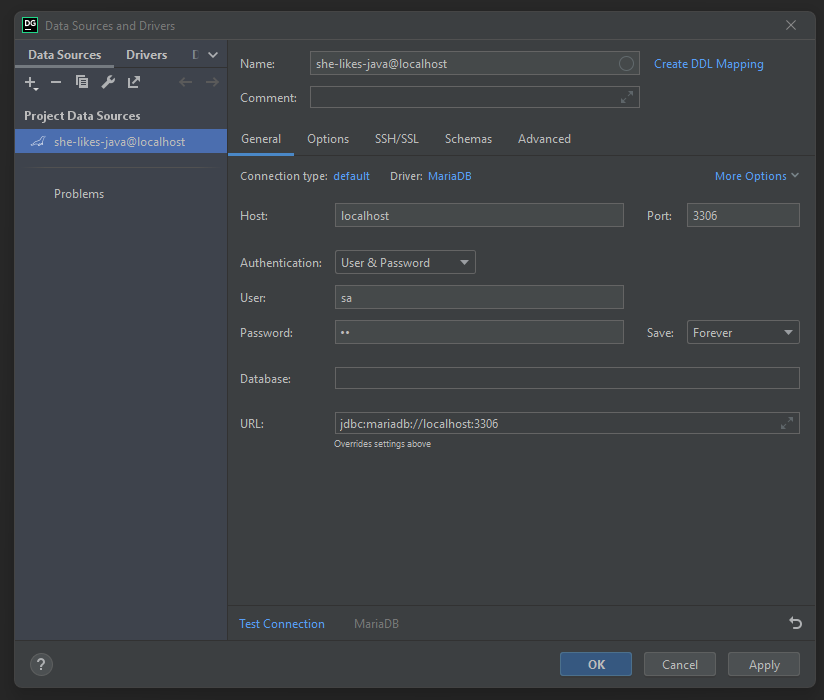 DG Data Sources and Drivers
Data Sources Drivers D
Project Data Sources
she-likes-java@localhost
Problems
Name: she-likes-java@localhost Create DDL Mapping
Comment:
General Options SSH/SSL Schemas Advanced
Connection type: default Driver: MariaDB More Options
Host: localhost Port: 3306
Authentication: User & Password
User: sa
Password: •• Save: Forever
Database:
URL: jdbc:mariadb://localhost:3306
Overrides settings above
Test Connection MariaDB
? OK Cancel Apply